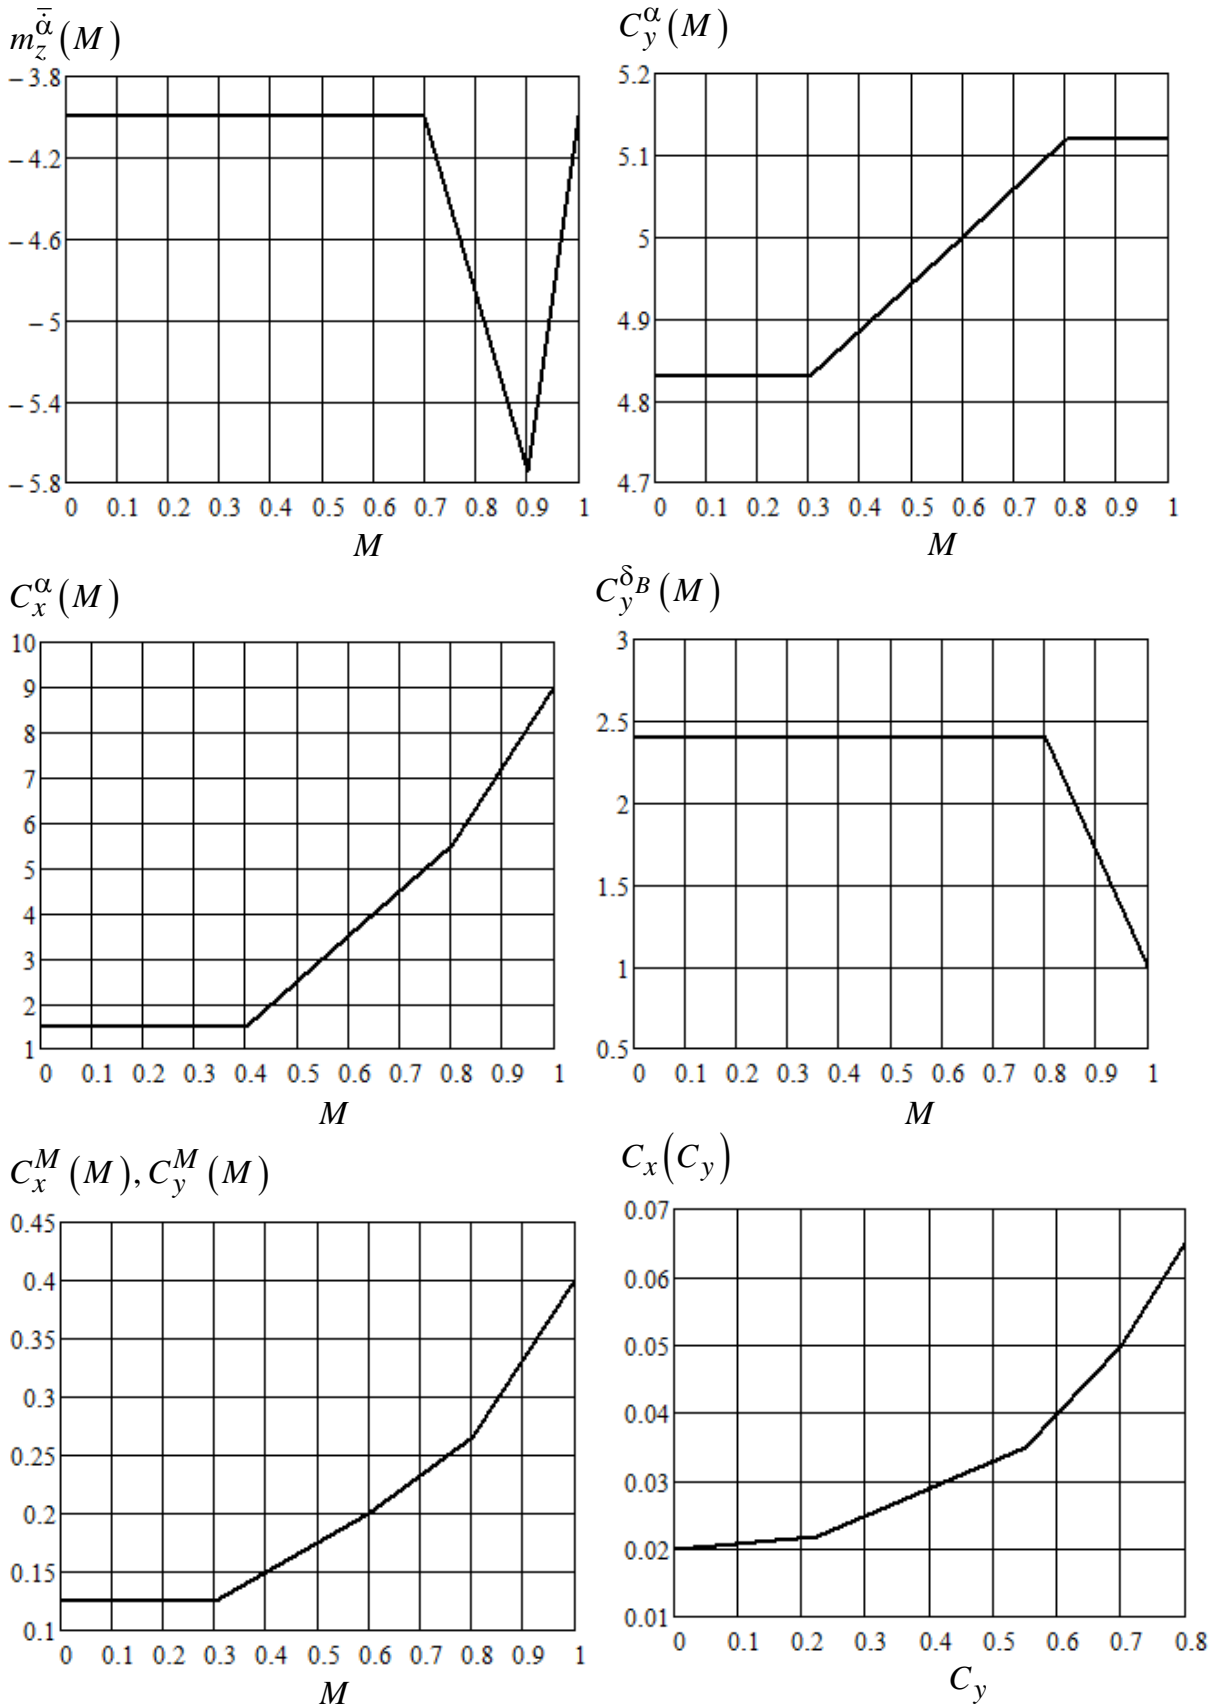 m_z^{\bar{\dot{α}}}(M)
−3.8
−4.2
−4.6
−5
−5.4
−5.8
0 0.1 0.2 0.3 0.4 0.5 0.6 0.7 0.8 0.9 1
M
C_y^α(M)
5.2
5.1
5
4.9
4.8
4.7
0 0.1 0.2 0.3 0.4 0.5 0.6 0.7 0.8 0.9 1
M
C_x^α(M)
10
9
8
7
6
5
4
3
2
1
0 0.1 0.2 0.3 0.4 0.5 0.6 0.7 0.8 0.9 1
M
C_y^{δ_B}(M)
3
2.5
2
1.5
1
0.5
0 0.1 0.2 0.3 0.4 0.5 0.6 0.7 0.8 0.9 1
M
C_x^M(M), C_y^M(M)
0.45
0.4
0.35
0.3
0.25
0.2
0.15
0.1
0 0.1 0.2 0.3 0.4 0.5 0.6 0.7 0.8 0.9 1
M
C_x(C_y)
0.07
0.06
0.05
0.04
0.03
0.02
0.01
0 0.1 0.2 0.3 0.4 0.5 0.6 0.7 0.8
C_y